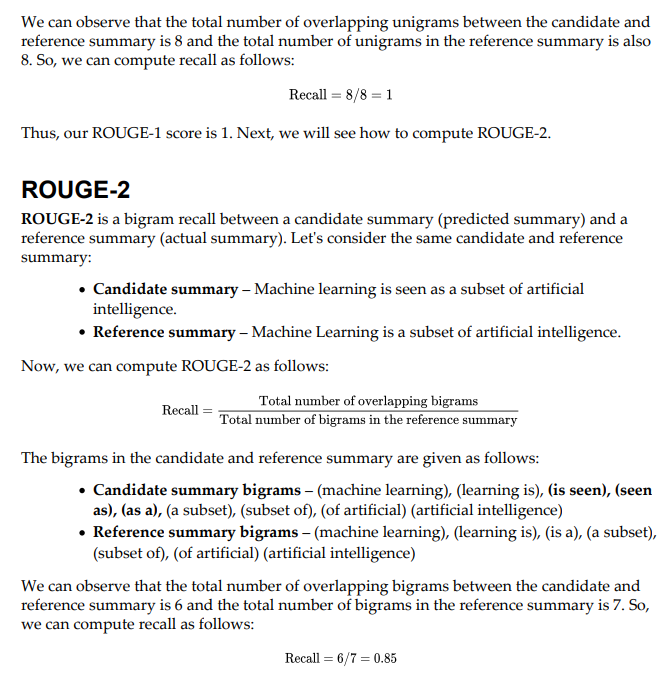 We can observe that the total number of overlapping unigrams between the candidate and
reference summary is 8 and the total number of unigrams in the reference summary is also
8. So, we can compute recall as follows:
Recall = 8/8 = 1
Thus, our ROUGE-1 score is 1. Next, we will see how to compute ROUGE-2.
ROUGE-2
ROUGE-2 is a bigram recall between a candidate summary (predicted summary) and a
reference summary (actual summary). Let's consider the same candidate and reference
summary:
• Candidate summary – Machine learning is seen as a subset of artificial
intelligence.
• Reference summary – Machine Learning is a subset of artificial intelligence.
Now, we can compute ROUGE-2 as follows:
Recall = Total number of overlapping bigrams
Total number of bigrams in the reference summary
The bigrams in the candidate and reference summary are given as follows:
• Candidate summary bigrams – (machine learning), (learning is), (is seen), (seen
as), (as a), (a subset), (subset of), (of artificial) (artificial intelligence)
• Reference summary bigrams – (machine learning), (learning is), (is a), (a subset),
(subset of), (of artificial) (artificial intelligence)
We can observe that the total number of overlapping bigrams between the candidate and
reference summary is 6 and the total number of bigrams in the reference summary is 7. So,
we can compute recall as follows:
Recall = 6/7 = 0.85